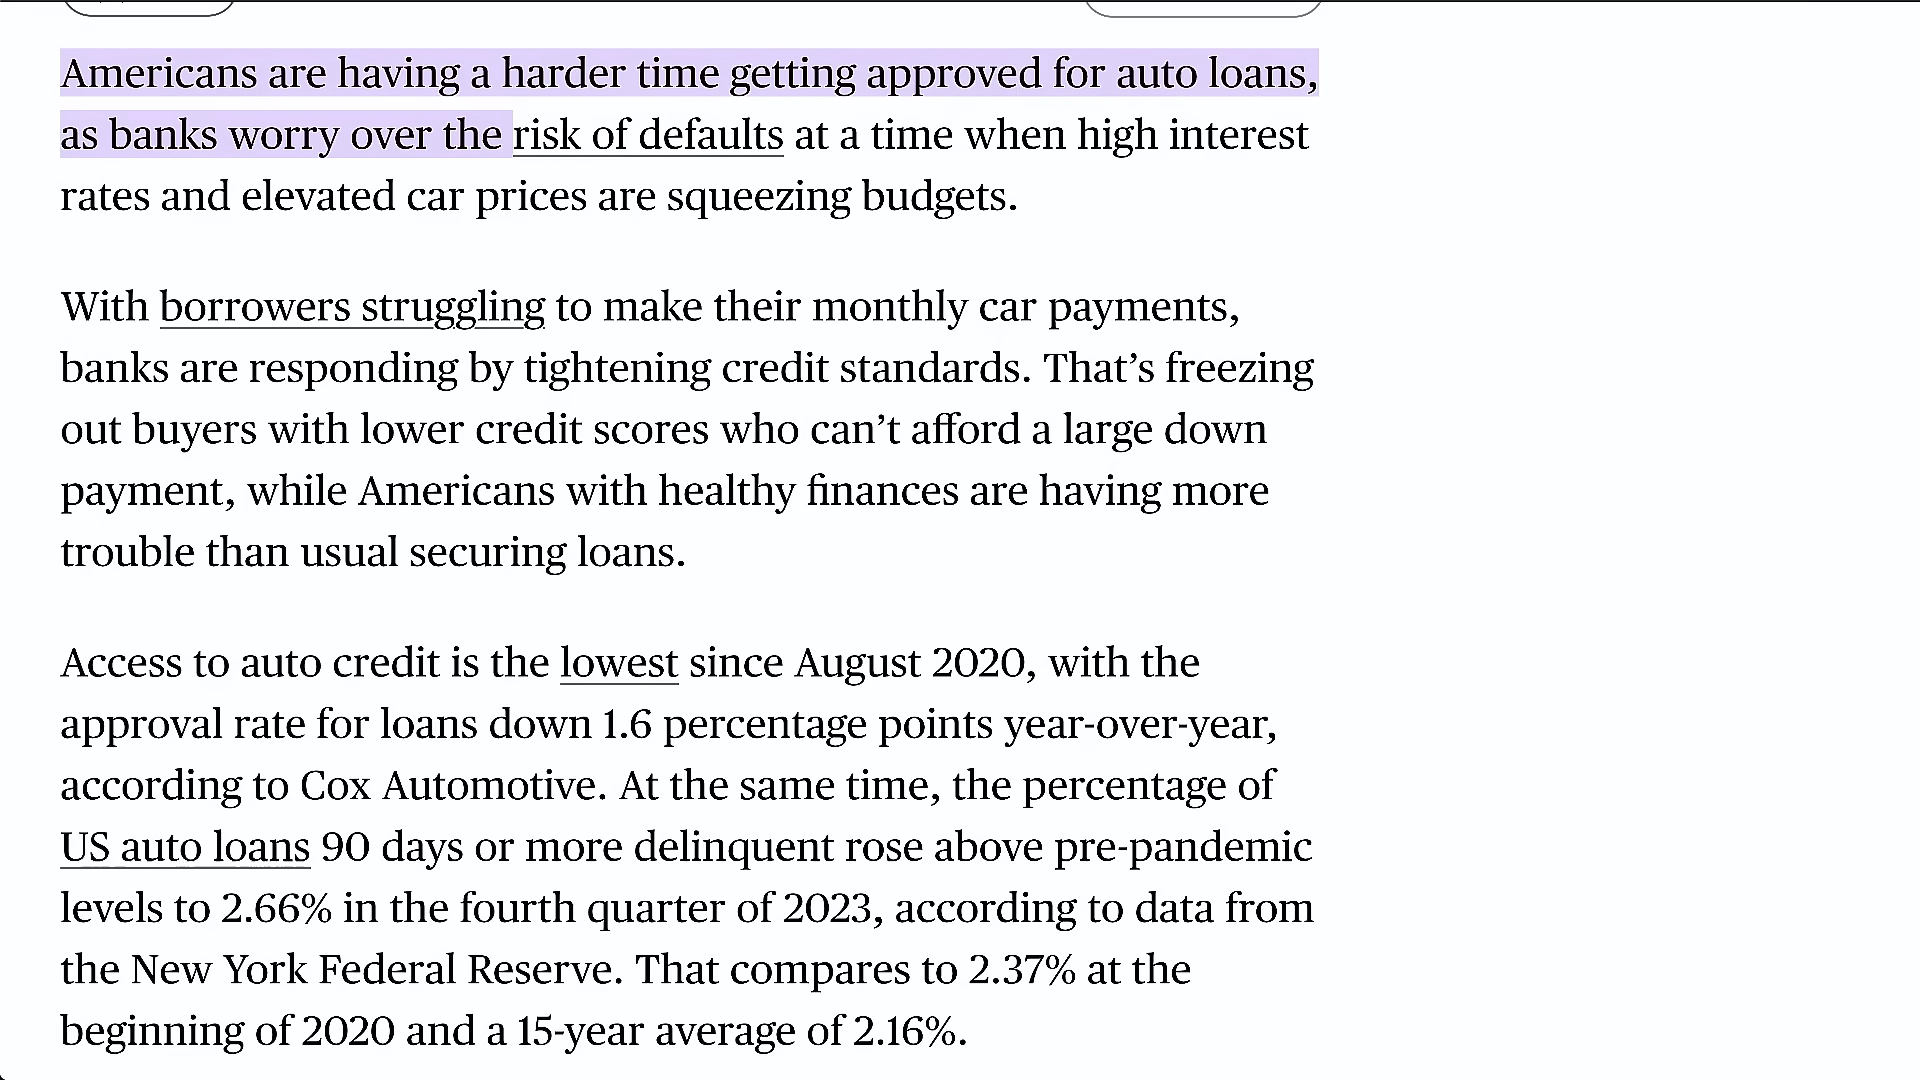 Americans are having a harder time getting approved for auto loans,
as banks worry over the risk of defaults at a time when high interest
rates and elevated car prices are squeezing budgets.
With borrowers struggling to make their monthly car payments,
banks are responding by tightening credit standards. That’s freezing
out buyers with lower credit scores who can’t afford a large down
payment, while Americans with healthy finances are having more
trouble than usual securing loans.
Access to auto credit is the lowest since August 2020, with the
approval rate for loans down 1.6 percentage points year-over-year,
according to Cox Automotive. At the same time, the percentage of
US auto loans 90 days or more delinquent rose above pre-pandemic
levels to 2.66% in the fourth quarter of 2023, according to data from
the New York Federal Reserve. That compares to 2.37% at the
beginning of 2020 and a 15-year average of 2.16%.